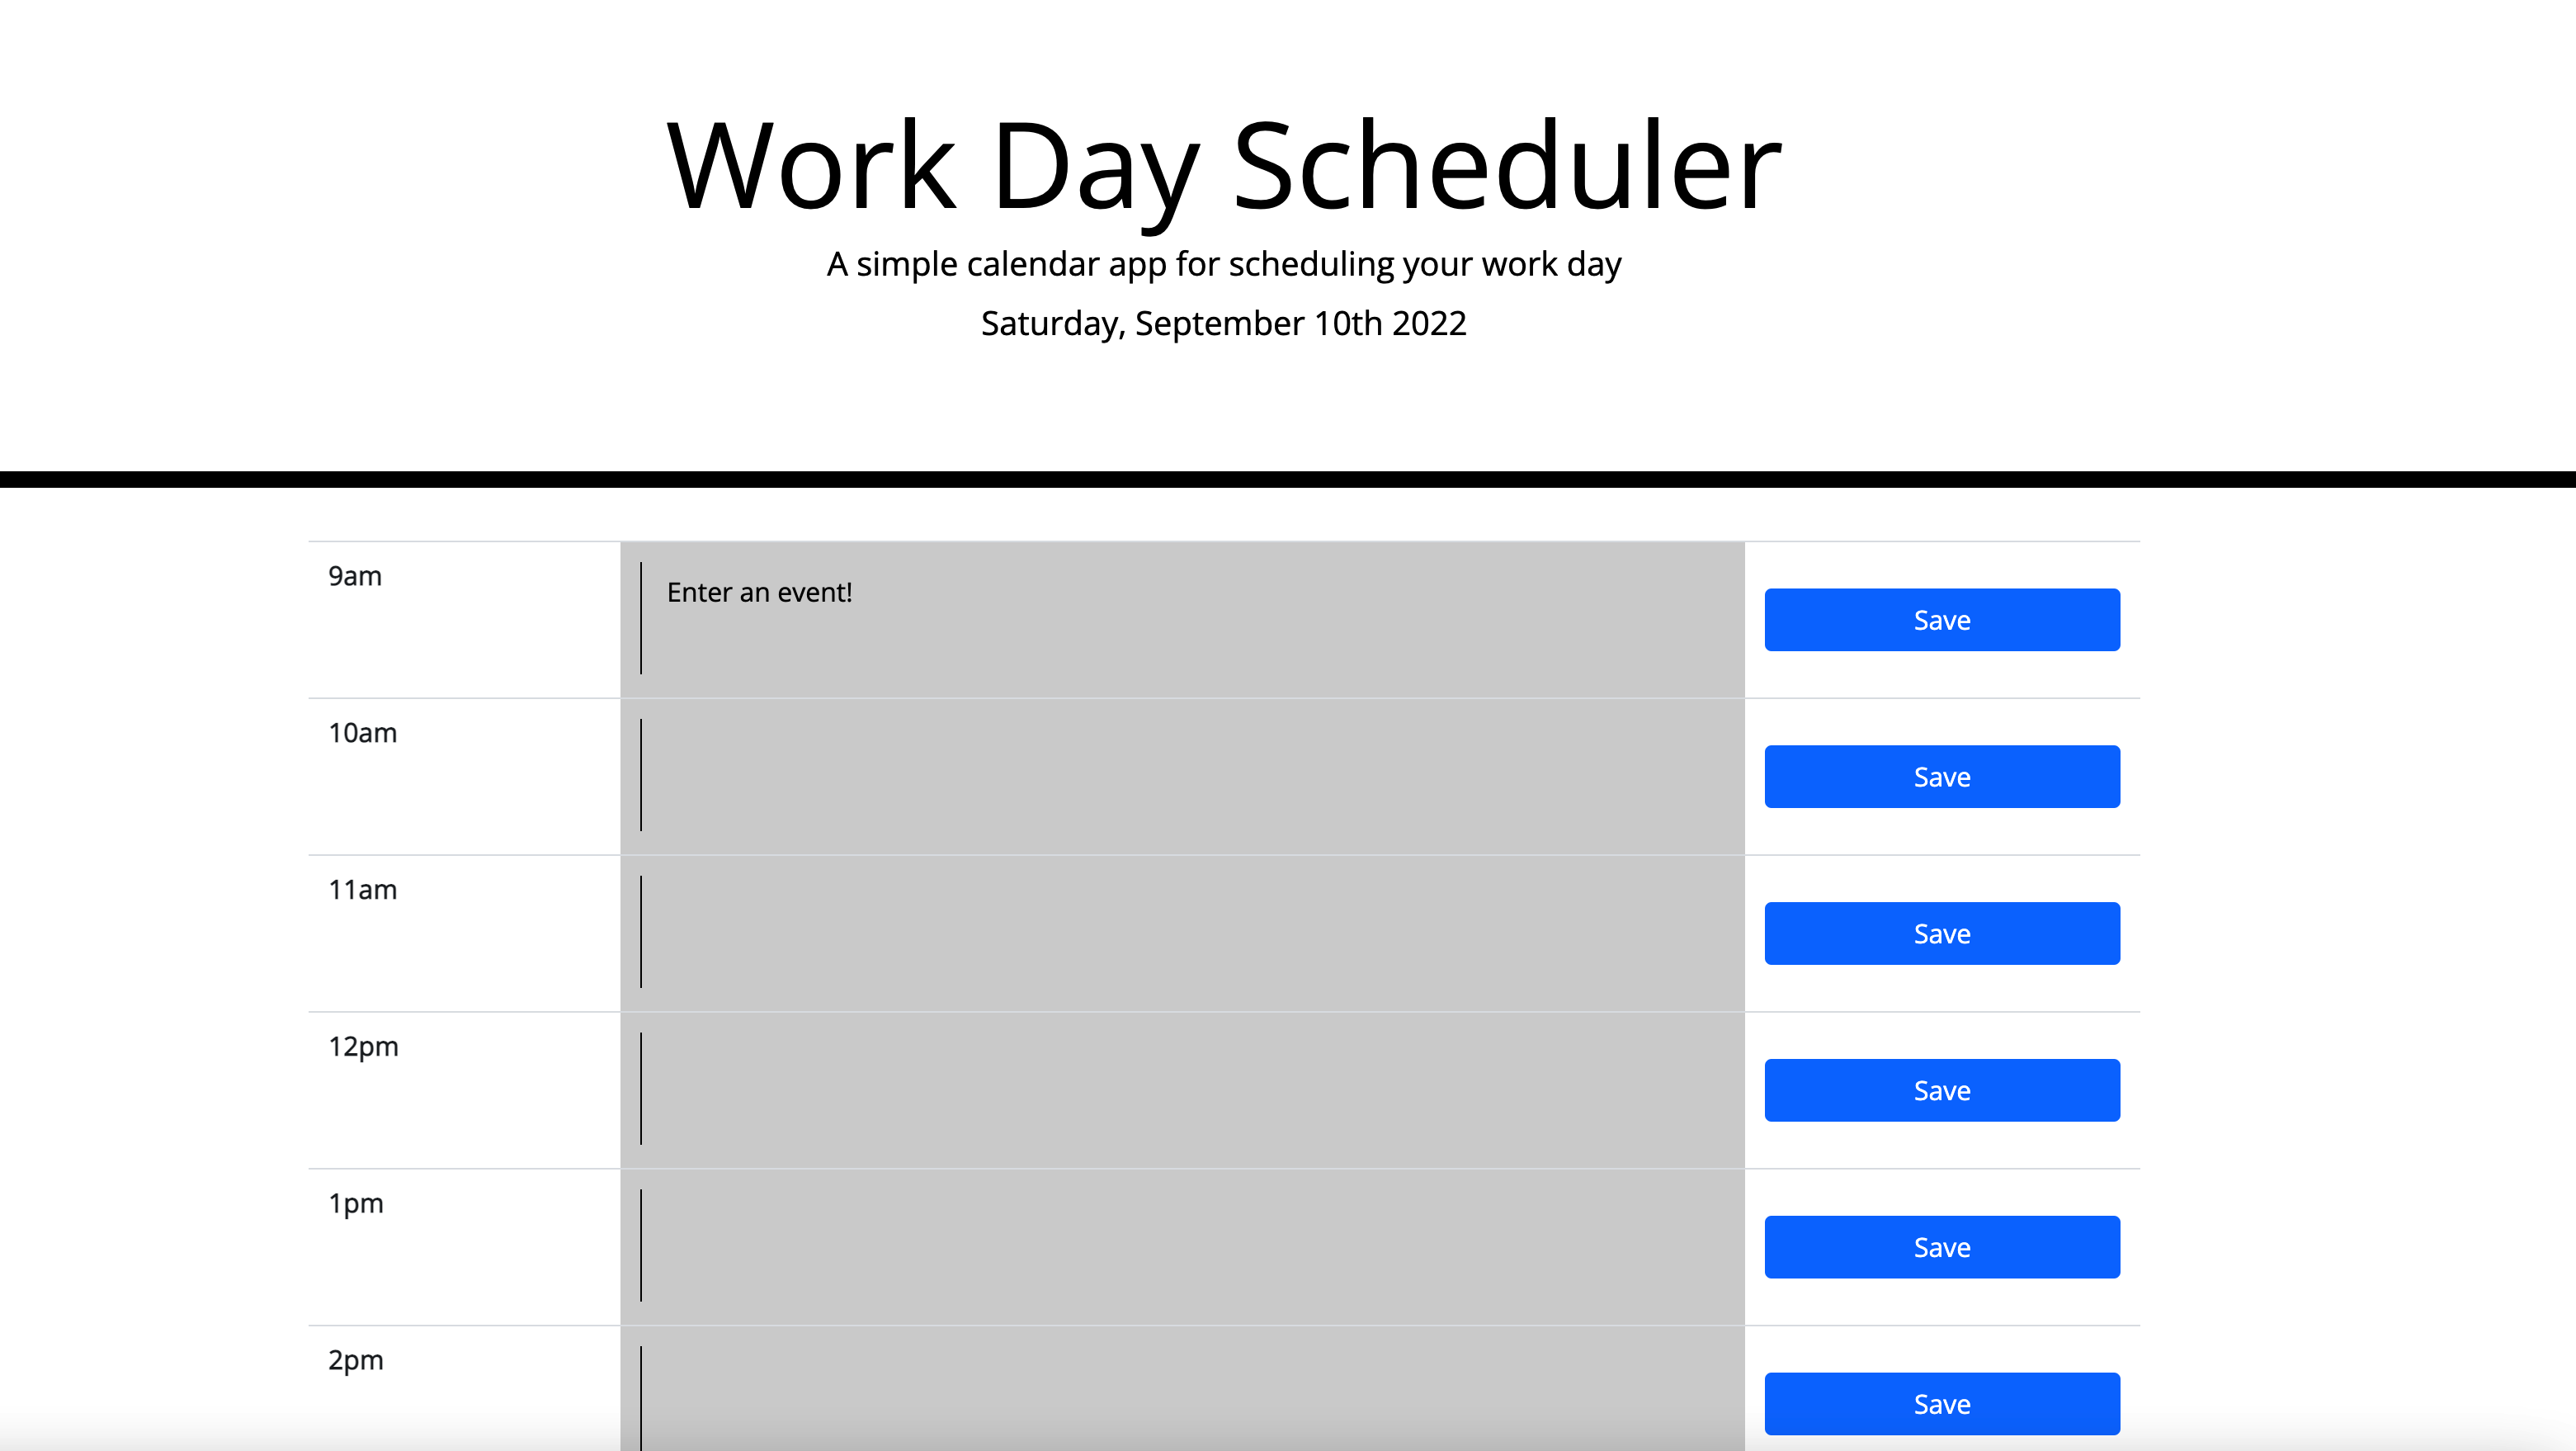 Work Day Scheduler
A simple calendar app for scheduling your work day
Saturday, September 10th 2022
9am
Enter an event!
Save
10am
Save
11am
Save
12pm
Save
1pm
Save
2pm
Save